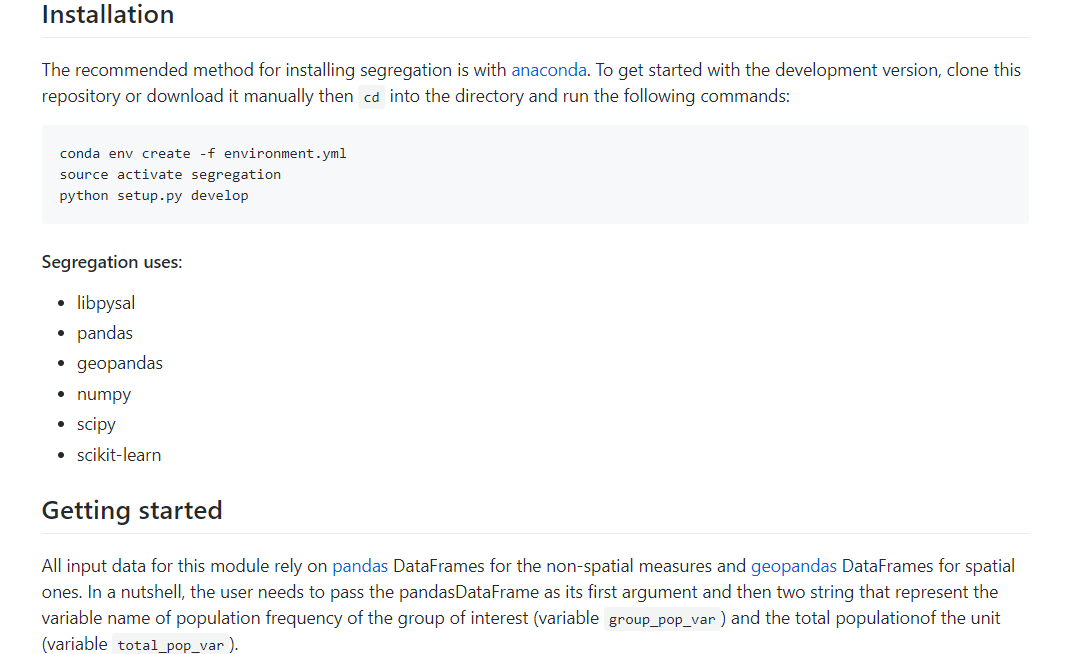 Installation
The recommended method for installing segregation is with anaconda. To get started with the development version, clone this
repository or download it manually then cd into the directory and run the following commands:
conda env create -f environment.yml
source activate segregation
python setup.py develop
Segregation uses:
• libpysal
• pandas
• geopandas
• numpy
• scipy
• scikit-learn
Getting started
All input data for this module rely on pandas DataFrames for the non-spatial measures and geopandas DataFrames for spatial
ones. In a nutshell, the user needs to pass the pandasDataFrame as its first argument and then two string that represent the
variable name of population frequency of the group of interest (variable group_pop_var ) and the total populationof the unit
(variable total_pop_var ).